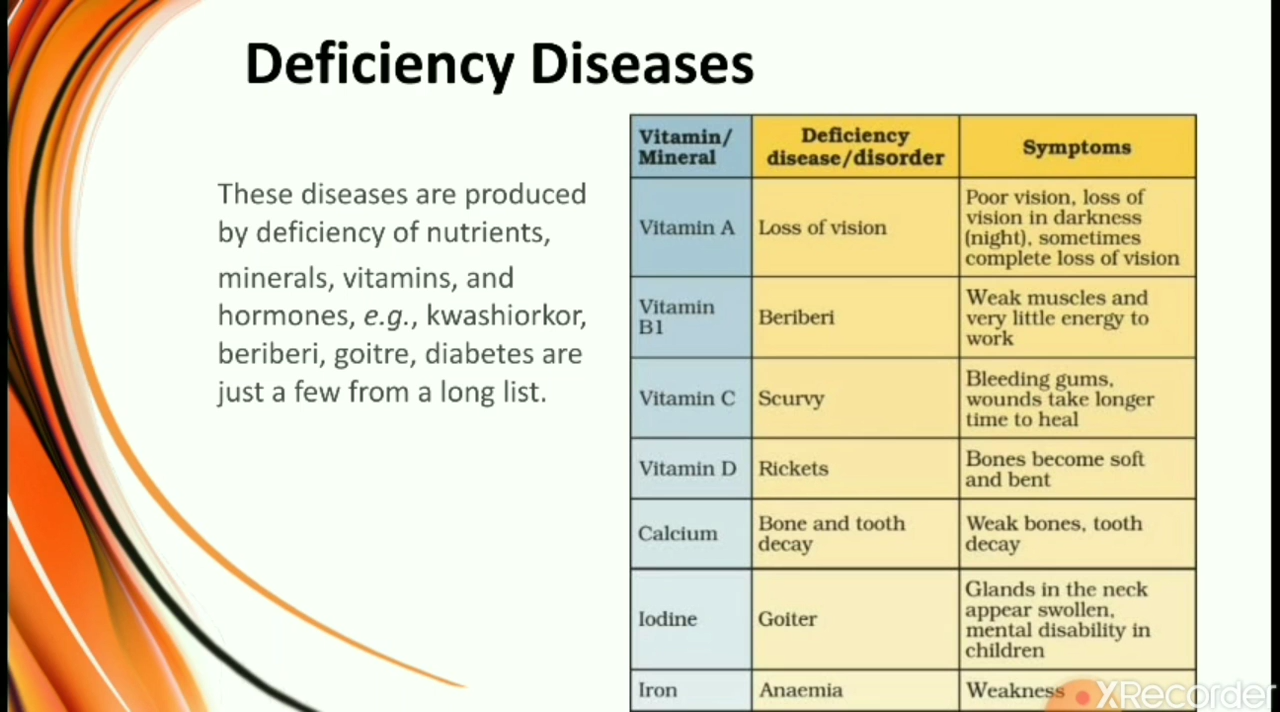 Deficiency Diseases
These diseases are produced
by deficiency of nutrients,
minerals, vitamins, and
hormones, e.g., kwashiorkor,
beriberi, goitre, diabetes are
just a few from a long list.
Vitamin/
Mineral
Deficiency
disease/disorder
Symptoms
Vitamin A
Loss of vision
Poor vision, loss of
vision in darkness
(night), sometimes
complete loss of vision
Vitamin
B1
Beriberi
Weak muscles and
very little energy to
work
Vitamin C
Scurvy
Bleeding gums,
wounds take longer
time to heal
Vitamin D
Rickets
Bones become soft
and bent
Calcium
Bone and tooth
decay
Weak bones, tooth
decay
Iodine
Goiter
Glands in the neck
appear swollen,
mental disability in
children
Iron
Anaemia
Weakness
XRecorder